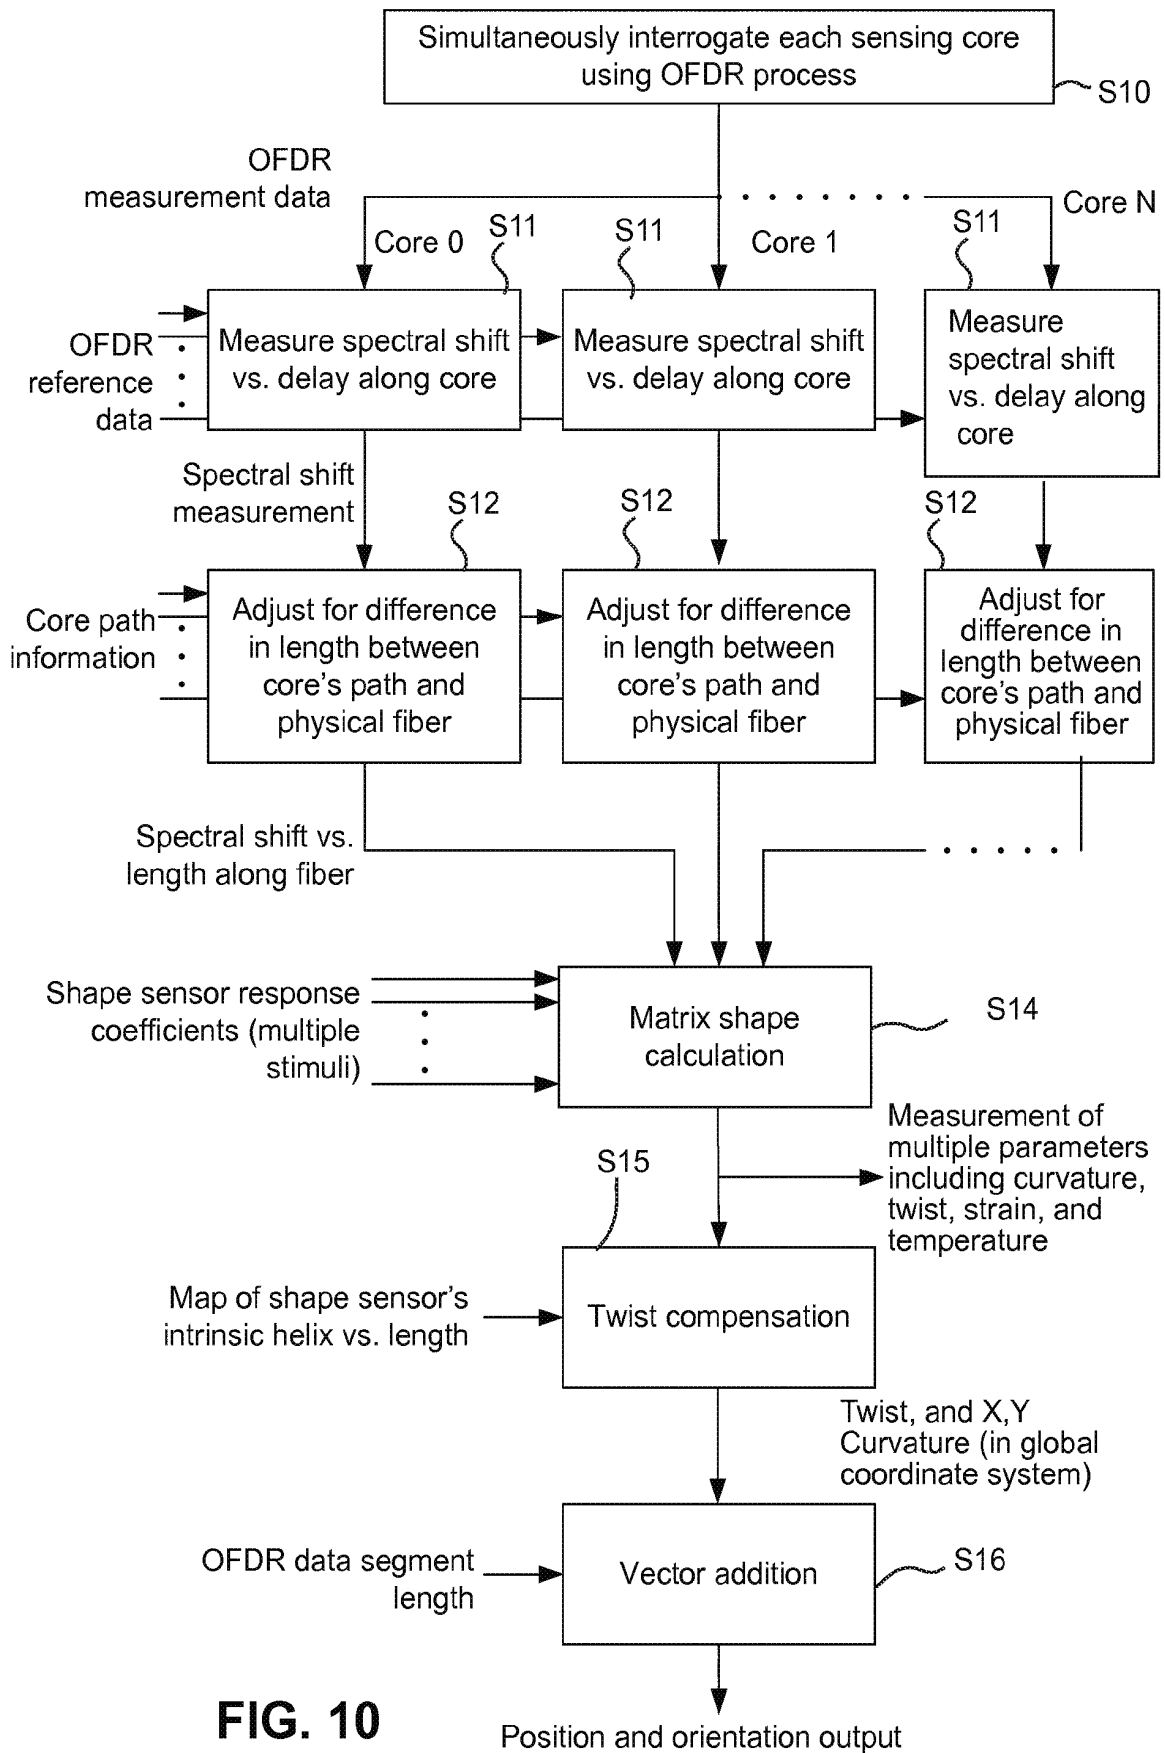 Simultaneously interrogate each sensing core
using OFDR process
S10
OFDR
measurement data
Core 0
S11
S11
Core 1
Core N
S11
OFDR
reference
data
Measure spectral shift
vs. delay along core
Measure spectral shift
vs. delay along core
Measure
spectral shift
vs. delay along
core
Spectral shift
measurement
S12
S12
S12
Core path
information
Adjust for difference
in length between
core's path and
physical fiber
Adjust for difference
in length between
core's path and
physical fiber
Adjust for
difference in
length between
core's path and
physical fiber
Spectral shift vs.
length along fiber
Shape sensor response
coefficients (multiple
stimuli)
Matrix shape
calculation
S14
Measurement of
multiple parameters
including curvature,
twist, strain, and
temperature
S15
Map of shape sensor's
intrinsic helix vs. length
Twist compensation
Twist, and X,Y
Curvature (in global
coordinate system)
OFDR data segment
length
Vector addition
S16
FIG. 10
Position and orientation output